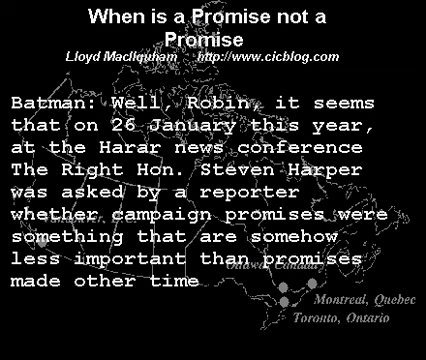 When is a Promise not a
Promise
Lloyd MacIlquham http://www.cicblog.com
Batman: Well, Robin, it seems
that on 26 January this year,
at the Harar news conference
The Right Hon. Steven Harper
was asked by a reporter
whether campaign promises were
something that are somehow
less important than promises
made other time
Ottawa, Canada
Montreal, Quebec
Toronto, Ontario